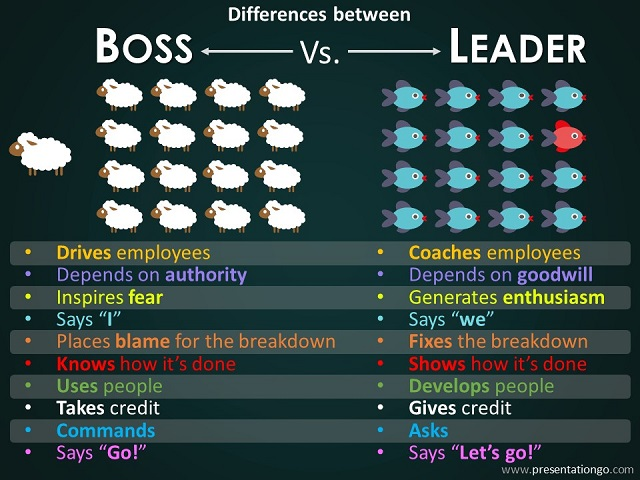 Differences between
BOSS Vs. LEADER
• Drives employees
• Depends on authority
• Inspires fear
• Says “I”
• Places blame for the breakdown
• Knows how it’s done
• Uses people
• Takes credit
• Commands
• Says “Go!”
• Coaches employees
• Depends on goodwill
• Generates enthusiasm
• Says “we”
• Fixes the breakdown
• Shows how it’s done
• Develops people
• Gives credit
• Asks
• Says “Let’s go!”
www.presentationgo.com